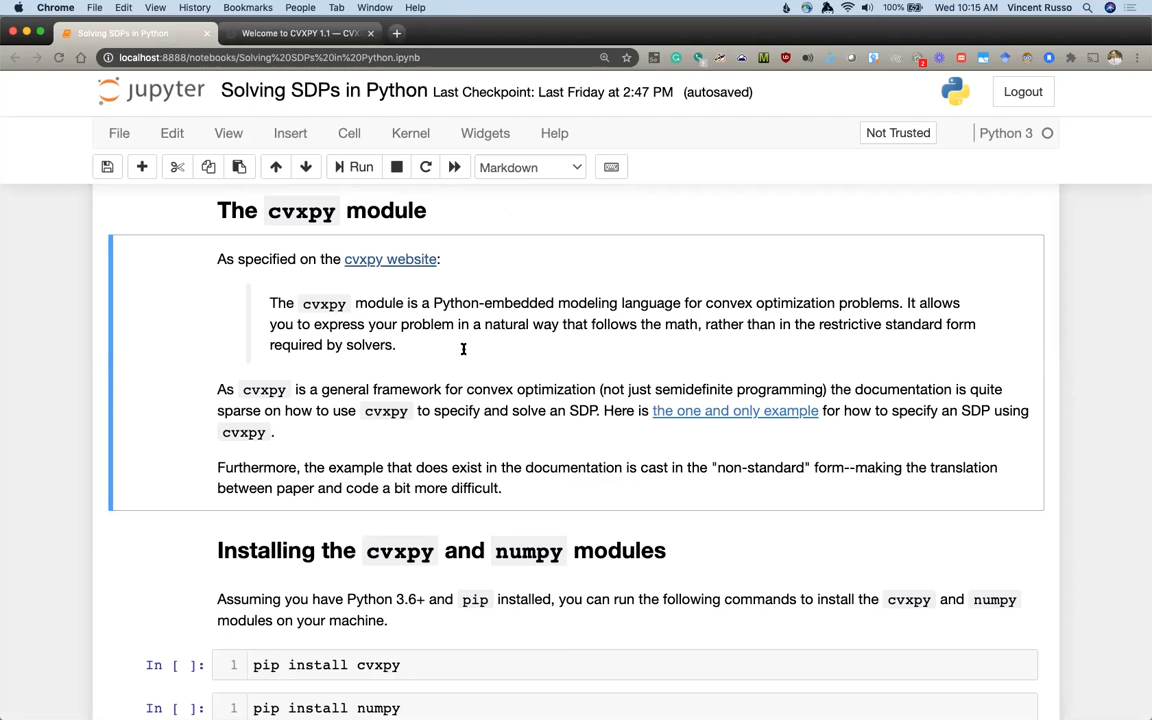 Chrome File Edit View History Bookmarks People Tab Window Help 100% Wed 10:15 AM Vincent Russo
Solving SDPs in Python Welcome to CVXPY 1.1 — CVX
localhost:8888/notebooks/Solving%20SDPs%20in%20Python.ipynb
jupyter Solving SDPs in Python Last Checkpoint: Last Friday at 2:47 PM (autosaved) Logout
File Edit View Insert Cell Kernel Widgets Help Not Trusted Python 3
Run Markdown
The cvxpy module
As specified on the cvxpy website:
The cvxpy module is a Python-embedded modeling language for convex optimization problems. It allows
you to express your problem in a natural way that follows the math, rather than in the restrictive standard form
required by solvers.
As cvxpy is a general framework for convex optimization (not just semidefinite programming) the documentation is quite
sparse on how to use cvxpy to specify and solve an SDP. Here is the one and only example for how to specify an SDP using
cvxpy .
Furthermore, the example that does exist in the documentation is cast in the "non-standard" form--making the translation
between paper and code a bit more difficult.
Installing the cvxpy and numpy modules
Assuming you have Python 3.6+ and pip installed, you can run the following commands to install the cvxpy and numpy
modules on your machine.
In [ ]: 1 pip install cvxpy
In [ ]: 1 pip install numpy